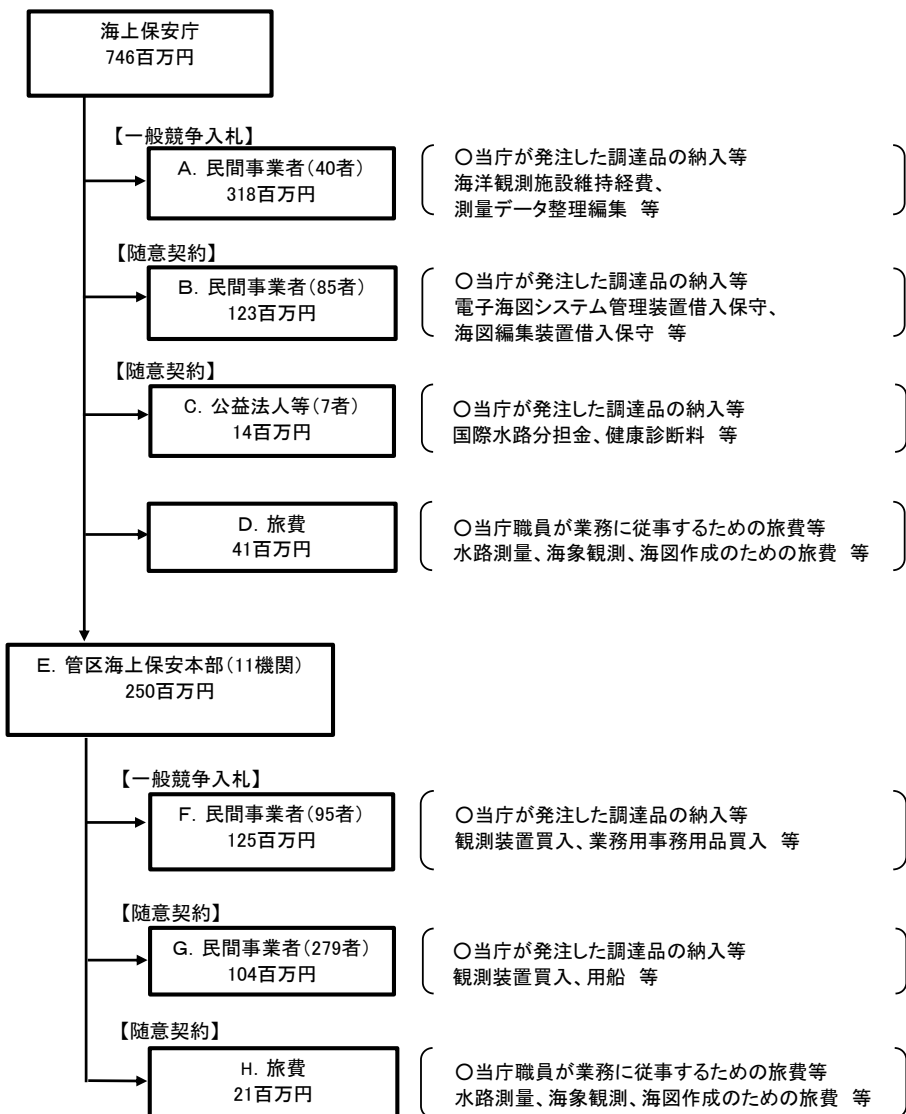 海上保安庁
746百万円
【一般競争入札】
A．民間事業者（40者）
318百万円
〇当庁が発注した調達品の納入等
海洋観測施設維持経費、
測量データ整理編集　等
【随意契約】
B．民間事業者（85者）
123百万円
〇当庁が発注した調達品の納入等
電子海図システム管理装置借入保守、
海図編集装置借入保守　等
【随意契約】
C．公益法人等（7者）
14百万円
〇当庁が発注した調達品の納入等
国際水路分担金、健康診断料　等
D．旅費
41百万円
〇当庁職員が業務に従事するための旅費等
水路測量、海象観測、海図作成のための旅費　等
E．管区海上保安本部（11機関）
250百万円
【一般競争入札】
F．民間事業者（95者）
125百万円
〇当庁が発注した調達品の納入等
観測装置買入、業務用事務用品買入　等
【随意契約】
G．民間事業者（279者）
104百万円
〇当庁が発注した調達品の納入等
観測装置買入、用船　等
【随意契約】
H．旅費
21百万円
〇当庁職員が業務に従事するための旅費等
水路測量、海象観測、海図作成のための旅費　等